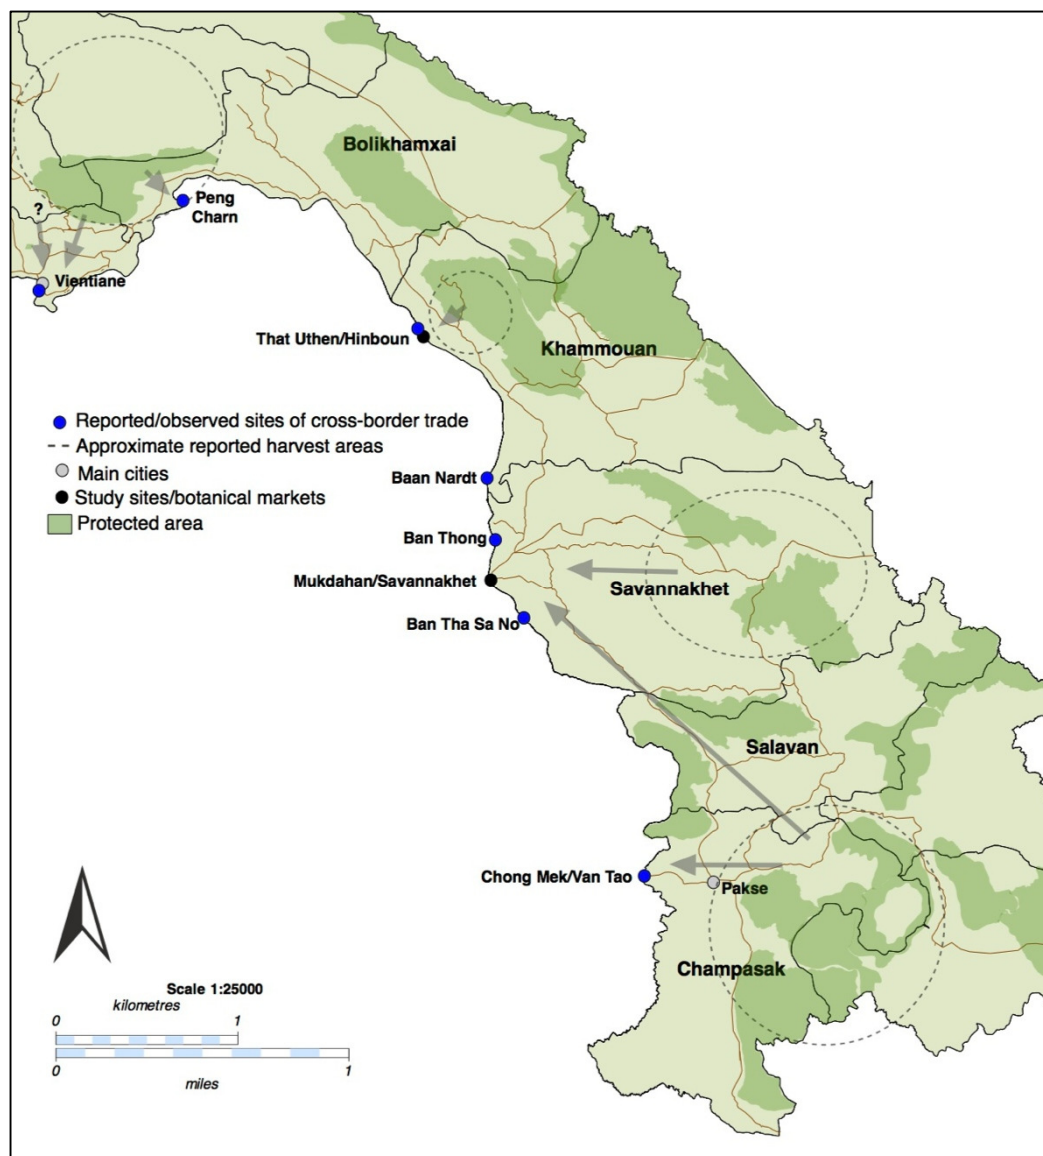 Bolikhamxai
Peng
Charn
?
Vientiane
That Uthen/Hinboun
Khammouan
Reported/observed sites of cross-border trade
Approximate reported harvest areas
Main cities
Study sites/botanical markets
Protected area
Baan Nardt
Ban Thong
Mukdahan/Savannakhet
Savannakhet
Ban Tha Sa No
Salavan
Chong Mek/Van Tao
Pakse
Champasak
Scale 1:25000
kilometres
0 1
0 1
miles